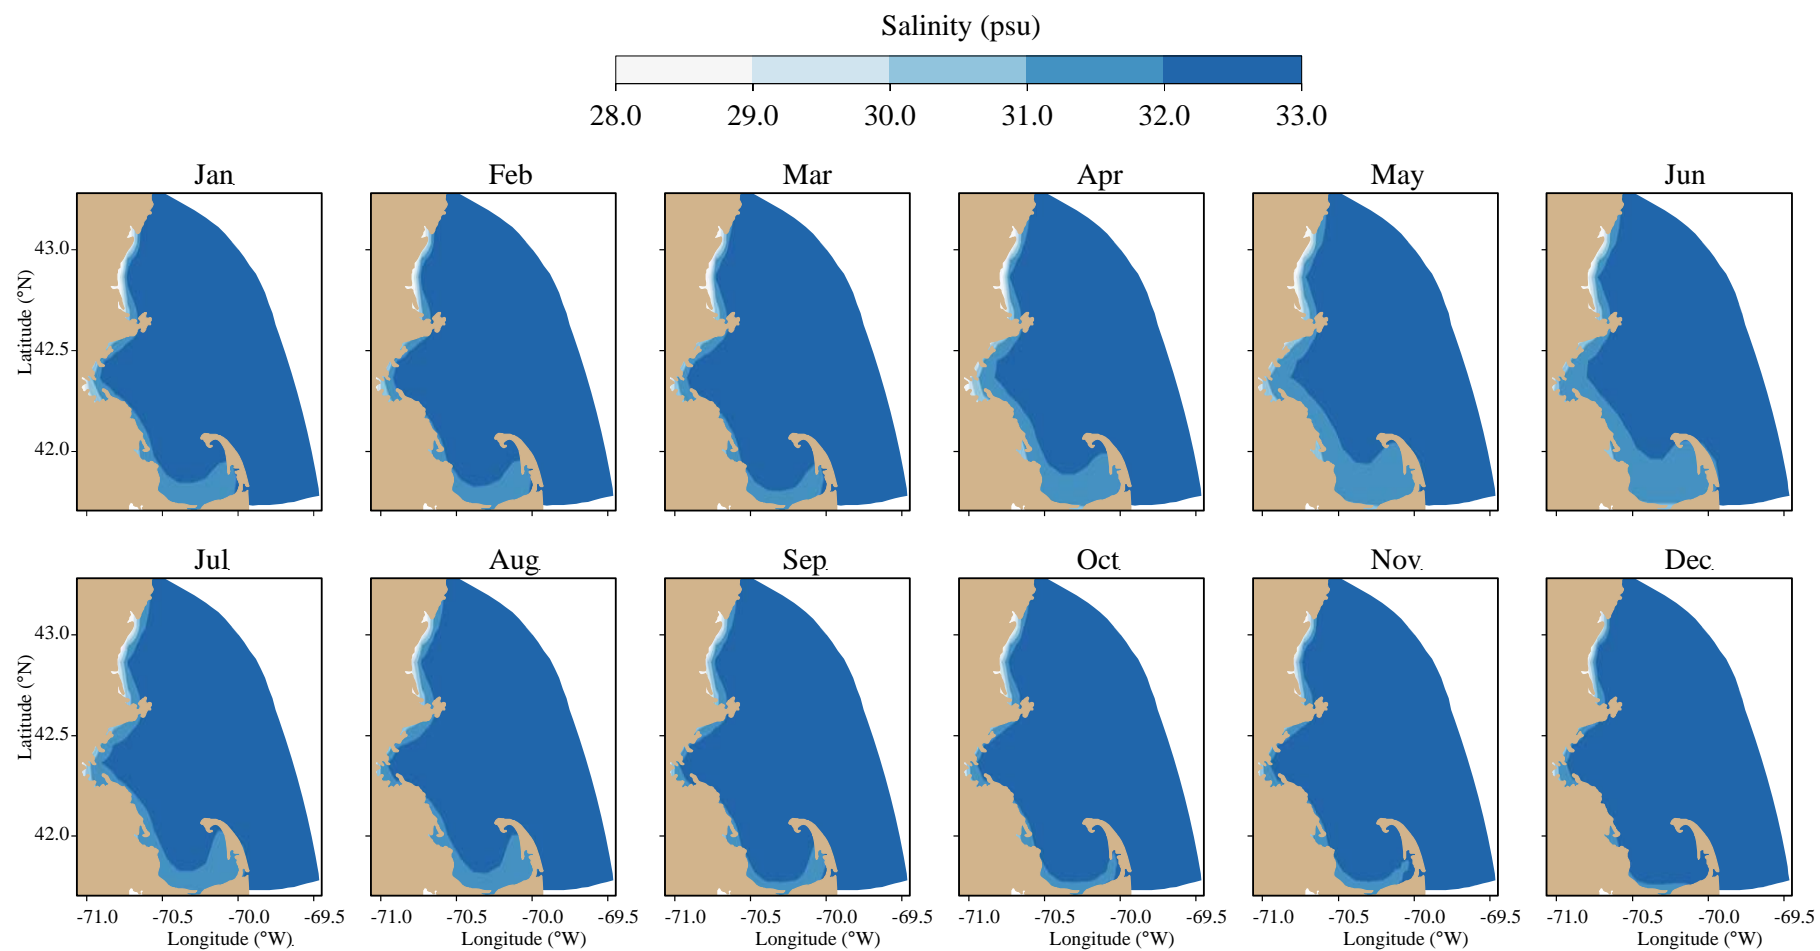 Salinity (psu)
28.0 29.0 30.0 31.0 32.0 33.0
Jan Feb Mar Apr May Jun
43.0
42.5
42.0
Latitude (°N)
Jul Aug Sep Oct Nov Dec
43.0
42.5
42.0
Latitude (°N)
-71.0 -70.5 -70.0 -69.5 -71.0 -70.5 -70.0 -69.5 -71.0 -70.5 -70.0 -69.5 -71.0 -70.5 -70.0 -69.5 -71.0 -70.5 -70.0 -69.5 -71.0 -70.5 -70.0 -69.5
Longitude (°W) Longitude (°W) Longitude (°W) Longitude (°W) Longitude (°W) Longitude (°W)